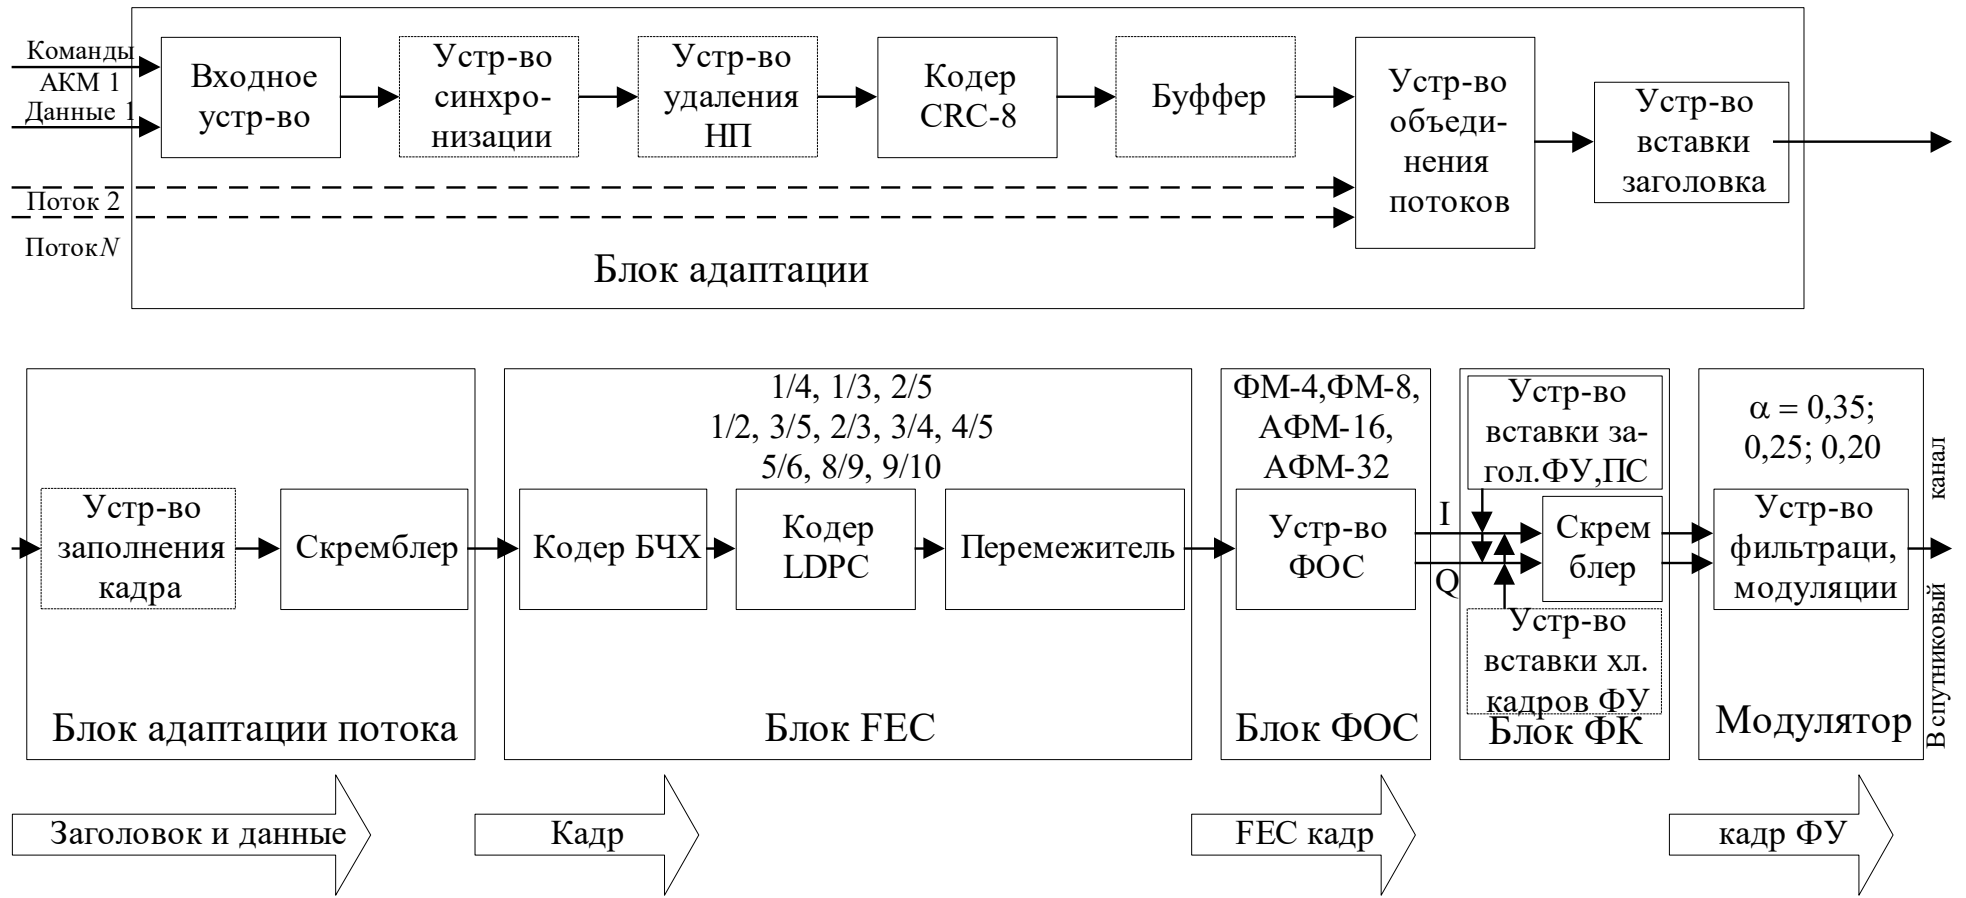 Команды
АКМ 1
Данные 1
Входное
устр-во
Устр-во
синхро-
низации
Устр-во
удаления
НП
Кодер
CRC-8
Буффер
Устр-во
объеди-
нения
потоков
Устр-во
вставки
заголовка
Поток 2
ПотокN
Блок адаптации
Устр-во
заполнения
кадра
Скремблер
Блок адаптации потока
1/4, 1/3, 2/5
1/2, 3/5, 2/3, 3/4, 4/5
5/6, 8/9, 9/10
Кодер БЧХ
Кодер
LDPC
Перемежитель
Блок FEC
ФМ-4,ФМ-8,
АФМ-16,
АФМ-32
Устр-во
ФОС
Блок ФОС
I
Q
Устр-во
вставки за-
гол.ФУ,ПС
Скрем
блер
Устр-во
вставки хл.
кадров ФУ
Блок ФК
α = 0,35;
0,25; 0,20
Устр-во
фильтраци,
модуляции
Модулятор
В спутниковый
канал
Заголовок и данные
Кадр
FEC кадр
кадр ФУ